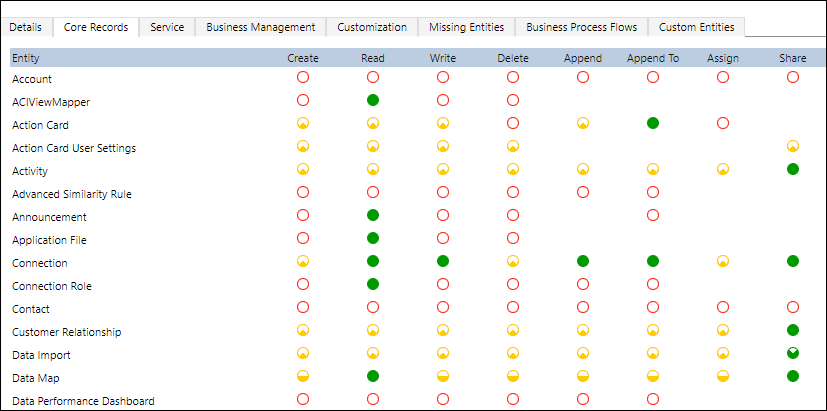 Details Core Records Service Business Management Customization Missing Entities Business Process Flows Custom Entities
Entity Create Read Write Delete Append Append To Assign Share
Account
ACIViewMapper
Action Card
Action Card User Settings
Activity
Advanced Similarity Rule
Announcement
Application File
Connection
Connection Role
Contact
Customer Relationship
Data Import
Data Map
Data Performance Dashboard